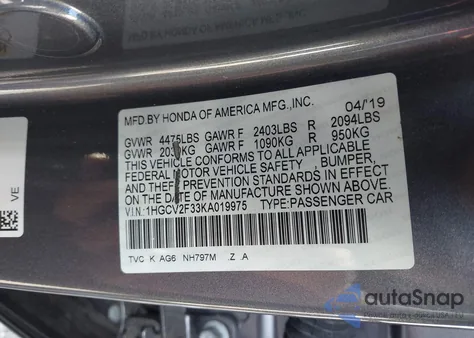 MFD.BY HONDA OF AMERICA MFG.,INC. 04/'19
GVWR 4475LBS GAWR F 2403LBS R 2094LBS
GVWR 2030KG GAWR F 1090KG R 950KG
THIS VEHICLE CONFORMS TO ALL APPLICABLE
FEDERAL MOTOR VEHICLE SAFETY, BUMPER,
AND THEFT PREVENTION STANDARDS IN EFFECT
ON THE DATE OF MANUFACTURE SHOWN ABOVE.
V.I.N.:1HGCV2F33KA019975 TYPE:PASSENGER CAR
TVC K AG6 NH797M .Z .A
VE
autoSnap